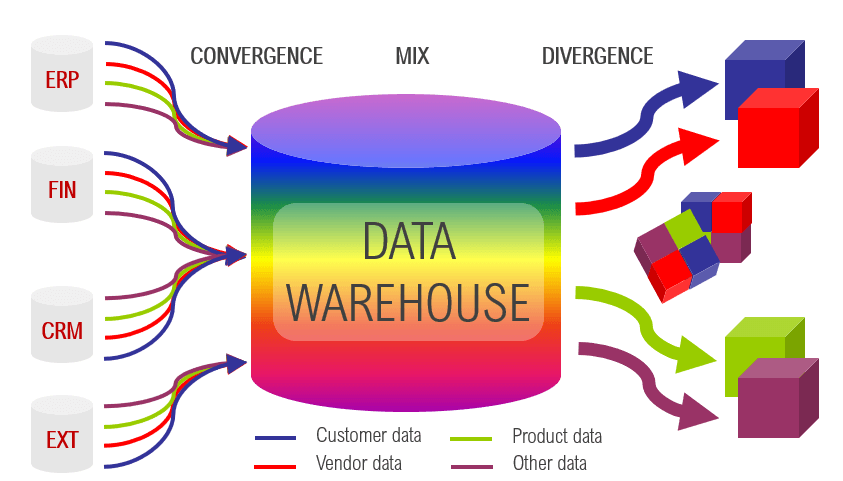 CONVERGENCE
MIX
DIVERGENCE
ERP
FIN
CRM
EXT
DATA
WAREHOUSE
Customer data
Product data
Vendor data
Other data